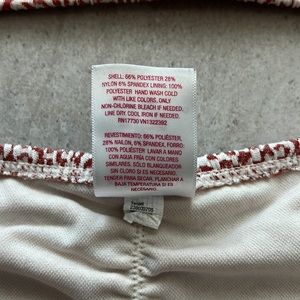 SHELL: 66% POLYESTER 28%
NYLON 6% SPANDEX LINING: 100%
POLYESTER HAND WASH COLD
WITH LIKE COLORS, ONLY
NON-CHLORINE BLEACH IF NEEDED.
LINE DRY, COOL IRON IF NEEDED.
RN17730 VN1322392
REVESTIMIENTO: 66% POLIÉSTER,
28% NAILON, 6% SPANDEX, FORRO:
100% POLIÉSTER LAVAR A MANO
CON AGUA FRÍA CON COLORES
SIMILARES. SI ES NECESARIO
BLANQUEADOR
SIN CLORO SI ES NECESARIO.
TENDER PARA SECAR. PLANCHAR A
BAJA TEMPERATURA SI ES
NECESARIO.